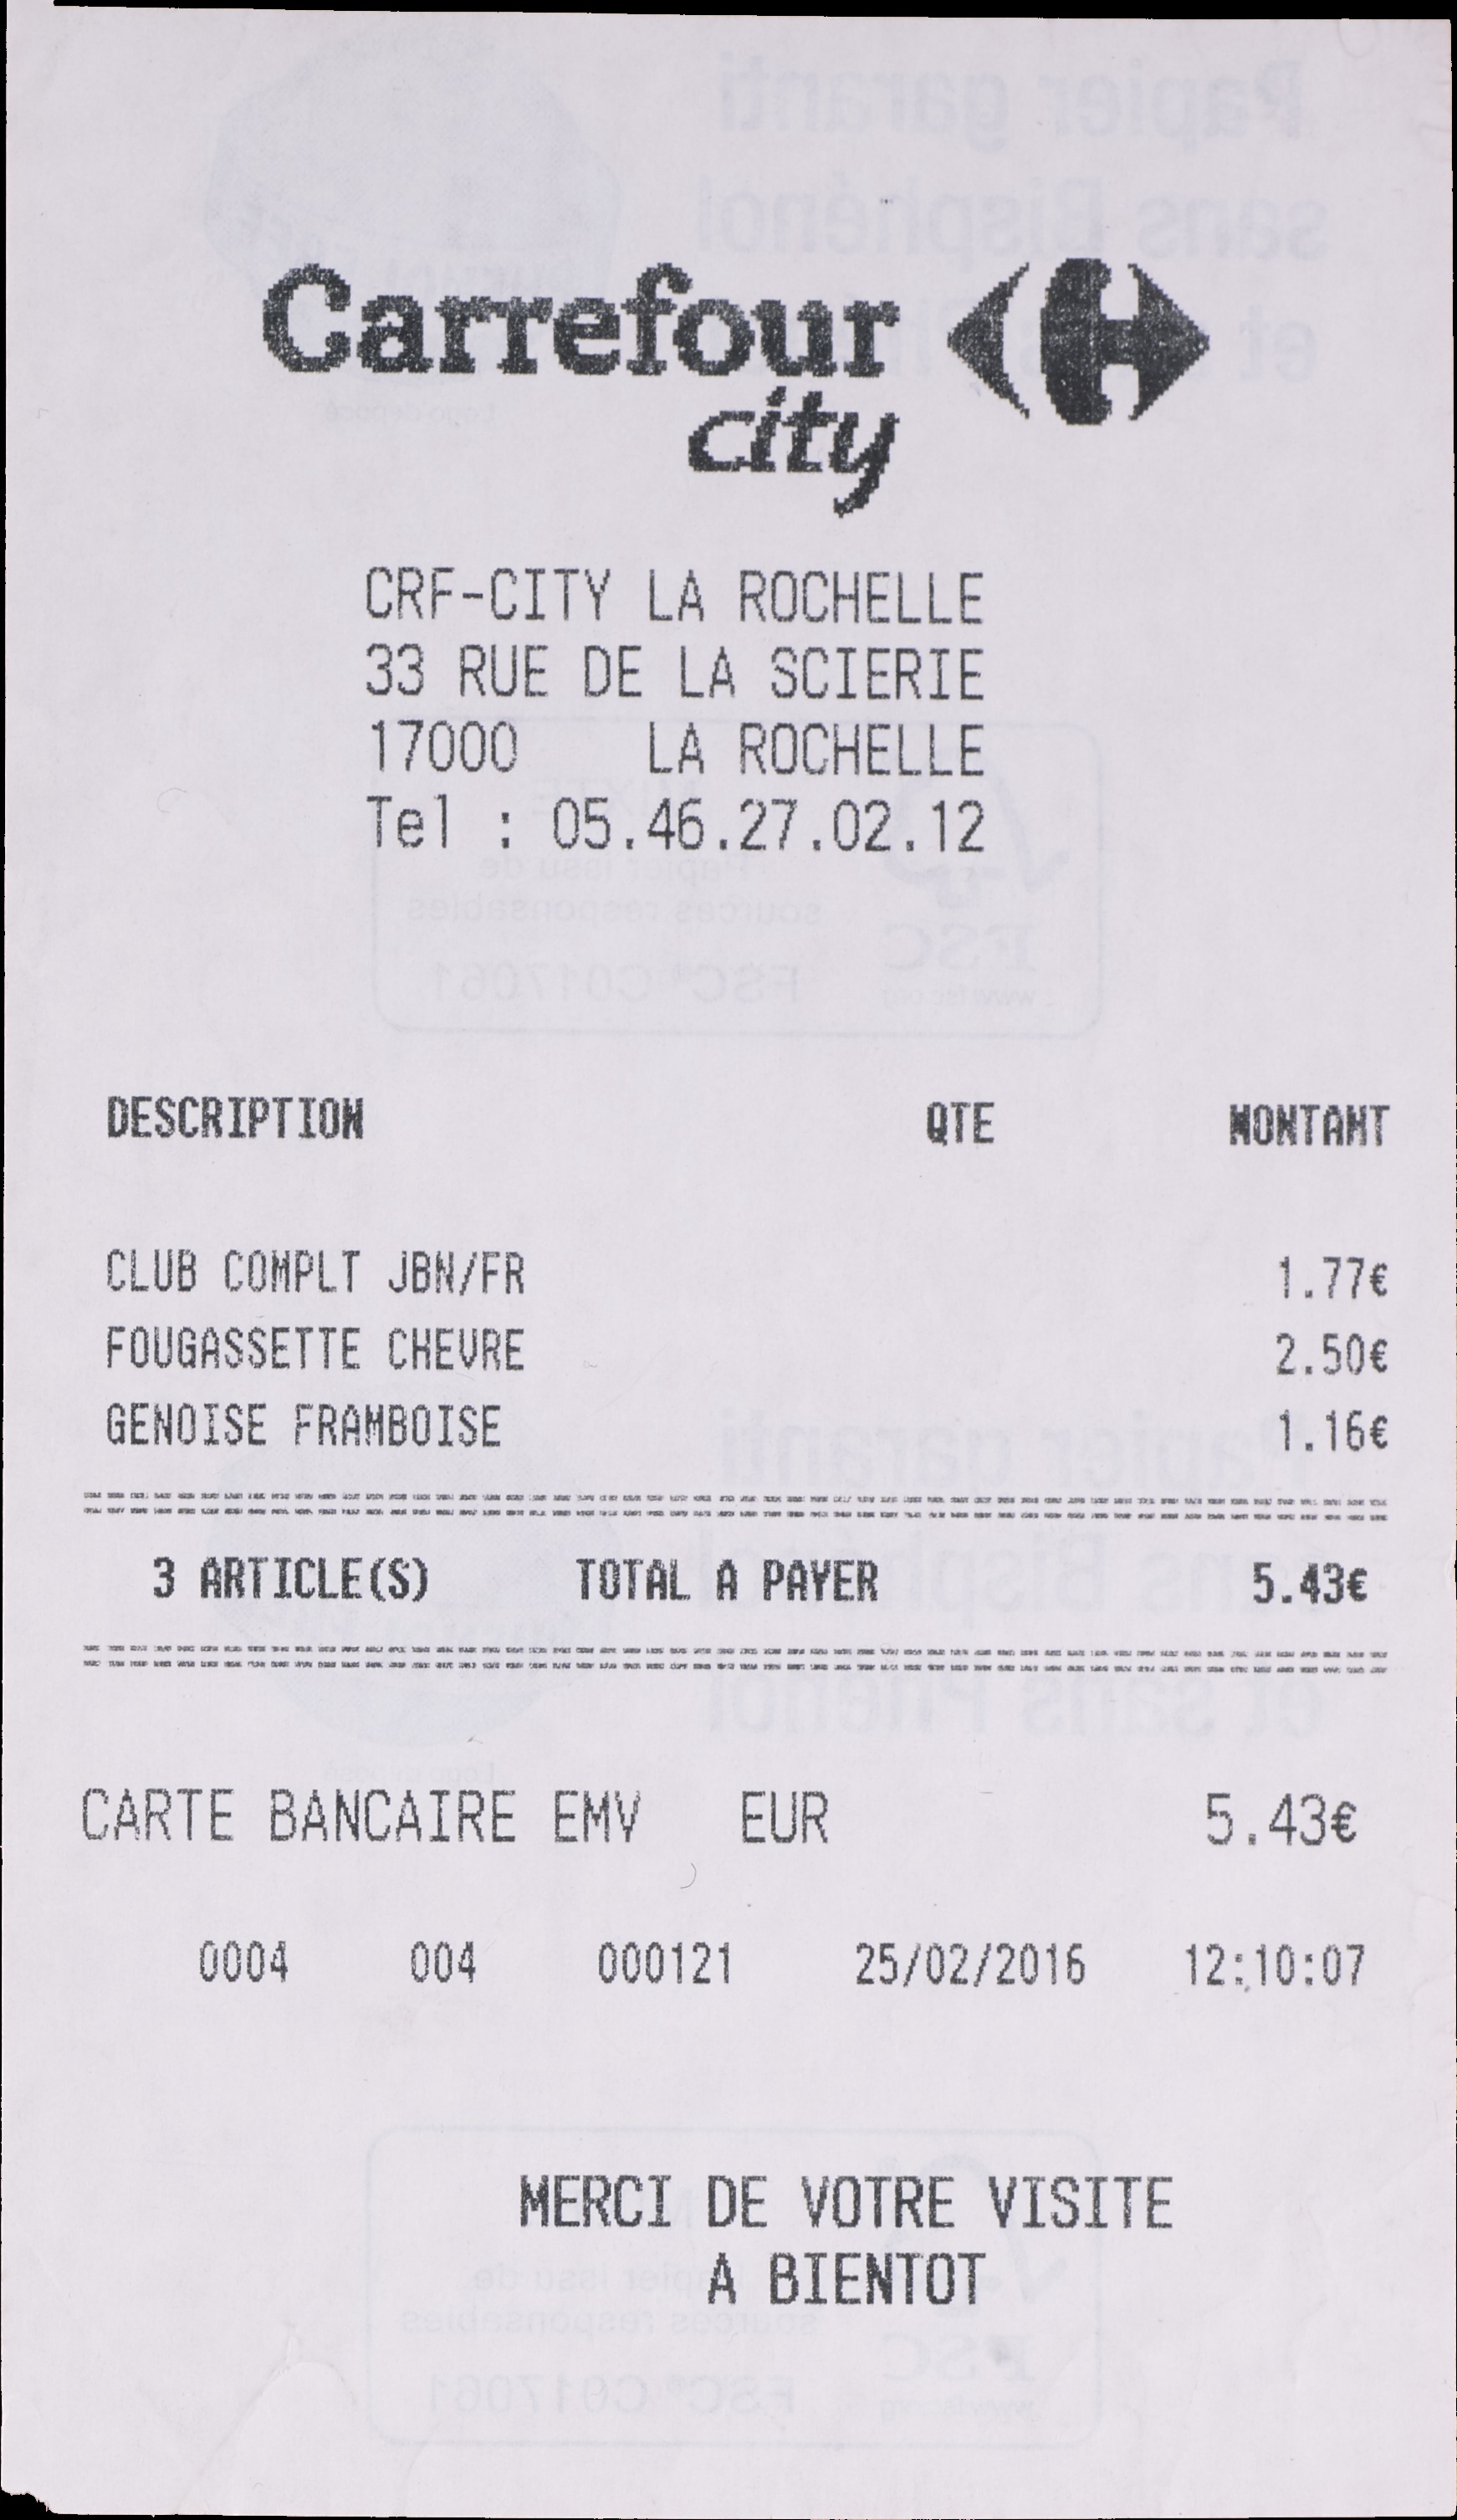 Carrefour
city
CRF-CITY LA ROCHELLE
33 RUE DE LA SCIERIE
17000 LA ROCHELLE
Tel : 05.46.27.02.12
DESCRIPTION QTE MONTANT
CLUB COMPLT JBN/FR 1.77€
FOUGASSETTE CHEVRE 2.50€
GENOISE FRAMBOISE 1.16€
3 ARTICLE(S) TOTAL A PAYER 5.43€
CARTE BANCAIRE EMV EUR 5.43€
0004 004 000121 25/02/2016 12:10:07
MERCI DE VOTRE VISITE
A BIENTOT